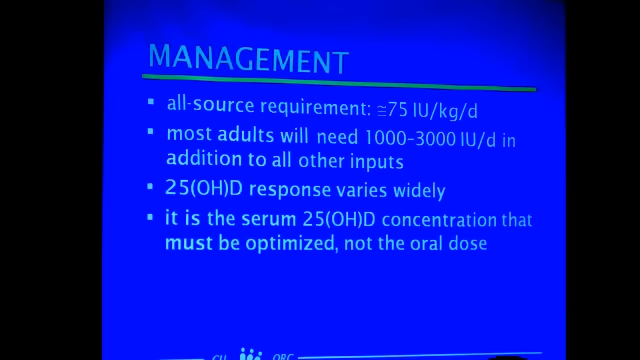 MANAGEMENT
▪ all-source requirement: ≅75 IU/kg/d
▪ most adults will need 1000–3000 IU/d in
addition to all other inputs
▪ 25(OH)D response varies widely
▪ it is the serum 25(OH)D concentration that
must be optimized, not the oral dose